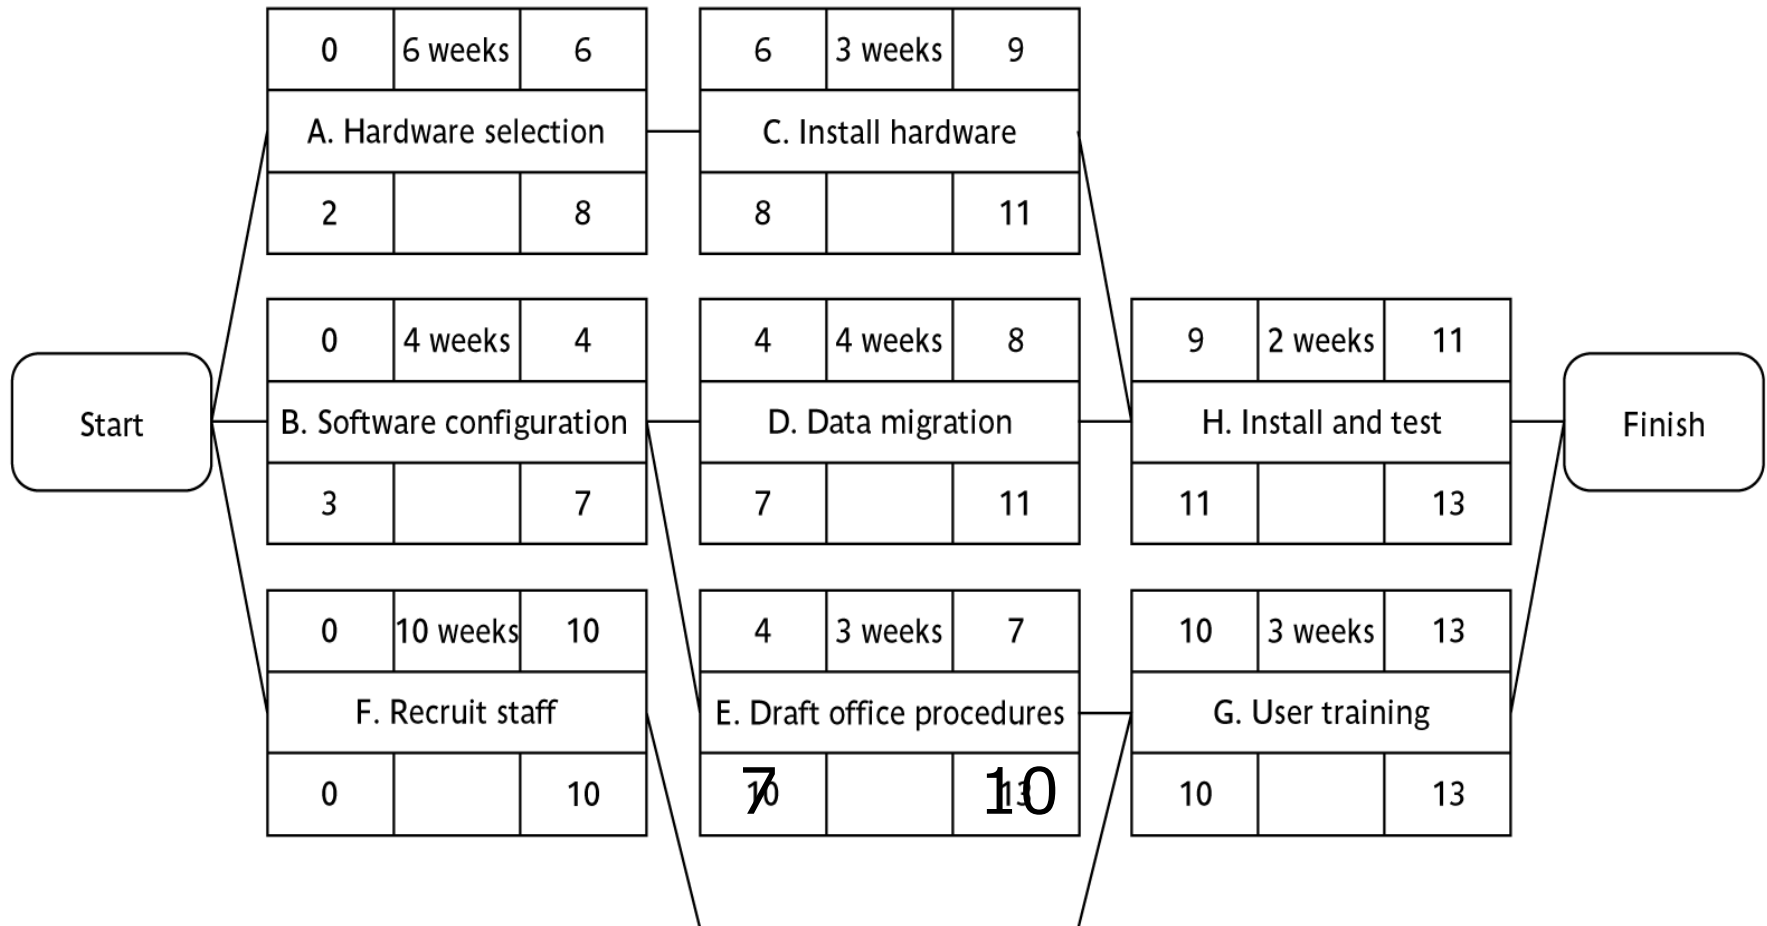 0 6 weeks 6
A. Hardware selection
2 8
6 3 weeks 9
C. Install hardware
8 11
Start
0 4 weeks 4
B. Software configuration
3 7
4 4 weeks 8
D. Data migration
7 11
9 2 weeks 11
H. Install and test
11 13
Finish
0 10 weeks 10
F. Recruit staff
0 10
4 3 weeks 7
E. Draft office procedures
7 10
10 13
10 3 weeks 13
G. User training
10 13